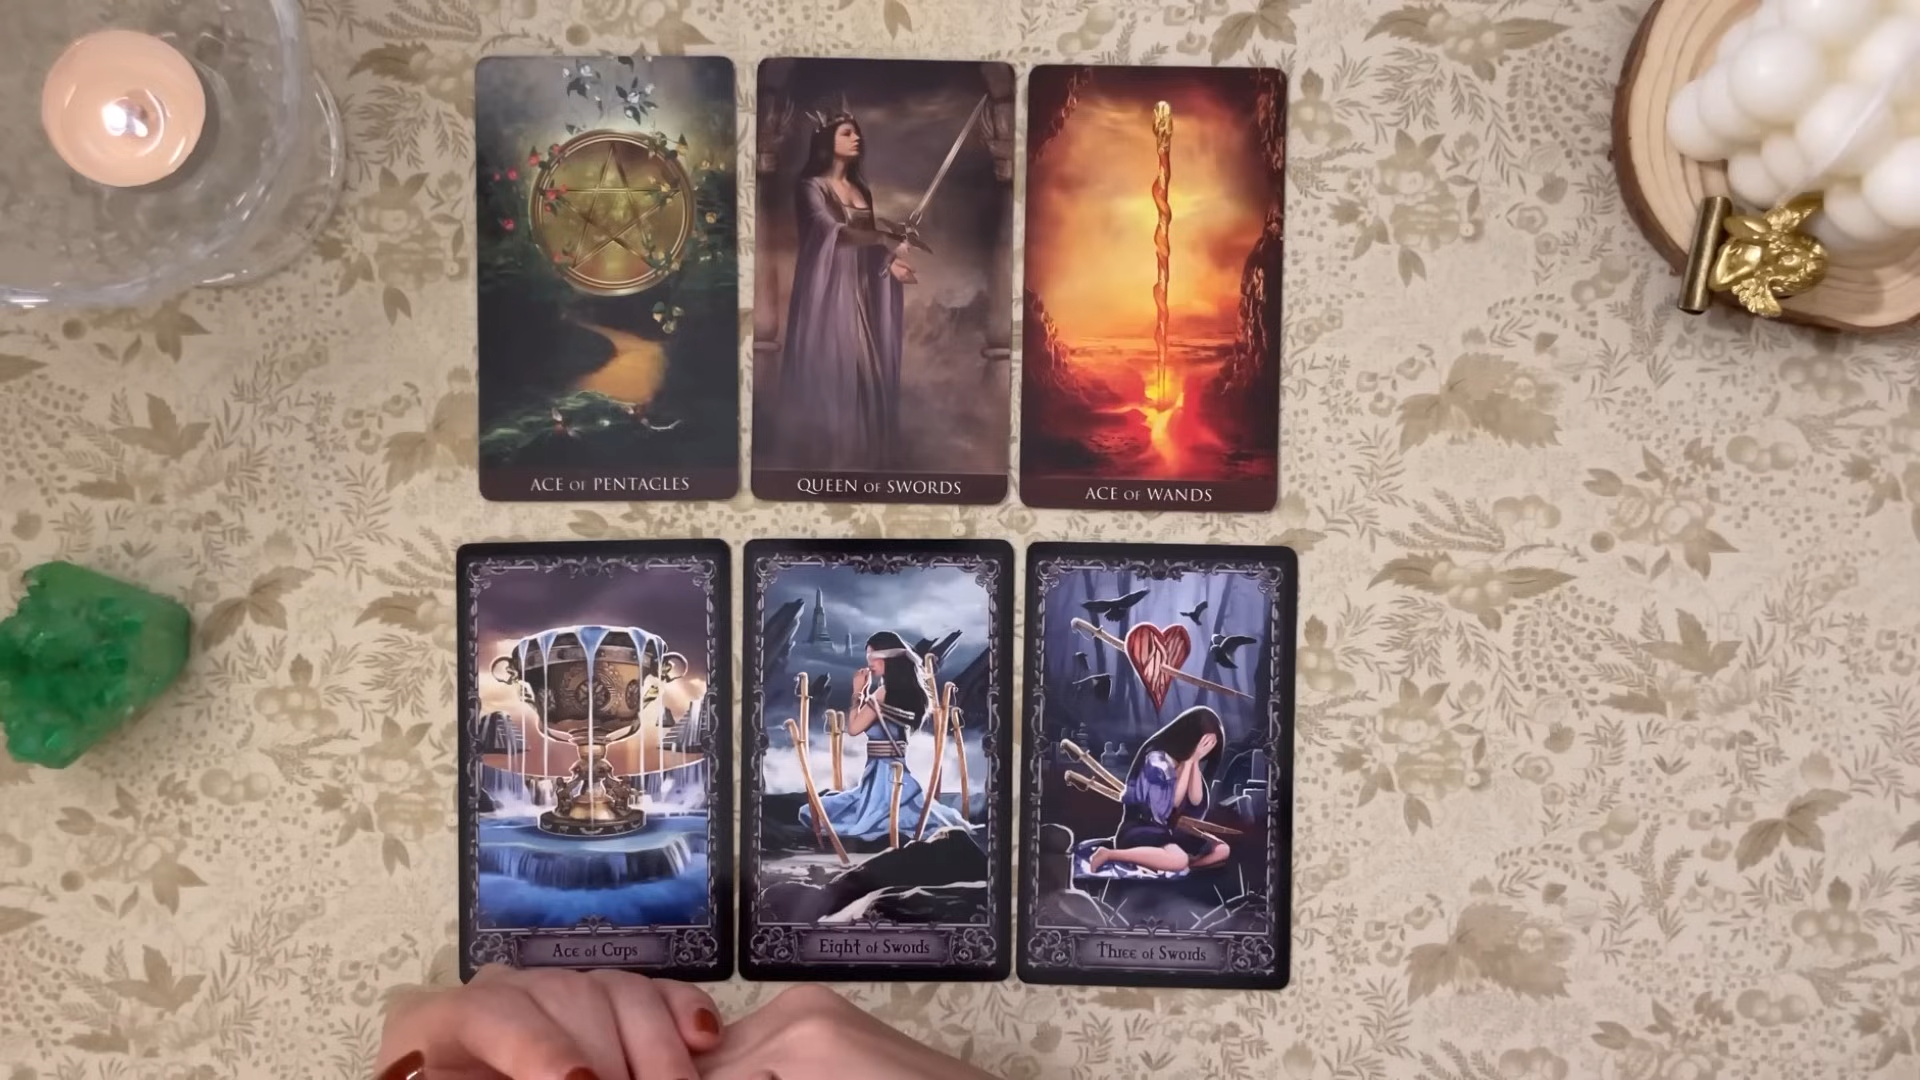 ACE OF PENTAGLES
QUEEN OF SWORDS
ACE OF WANDS
Ace of Cups
Eight of Swords
Three of Swords